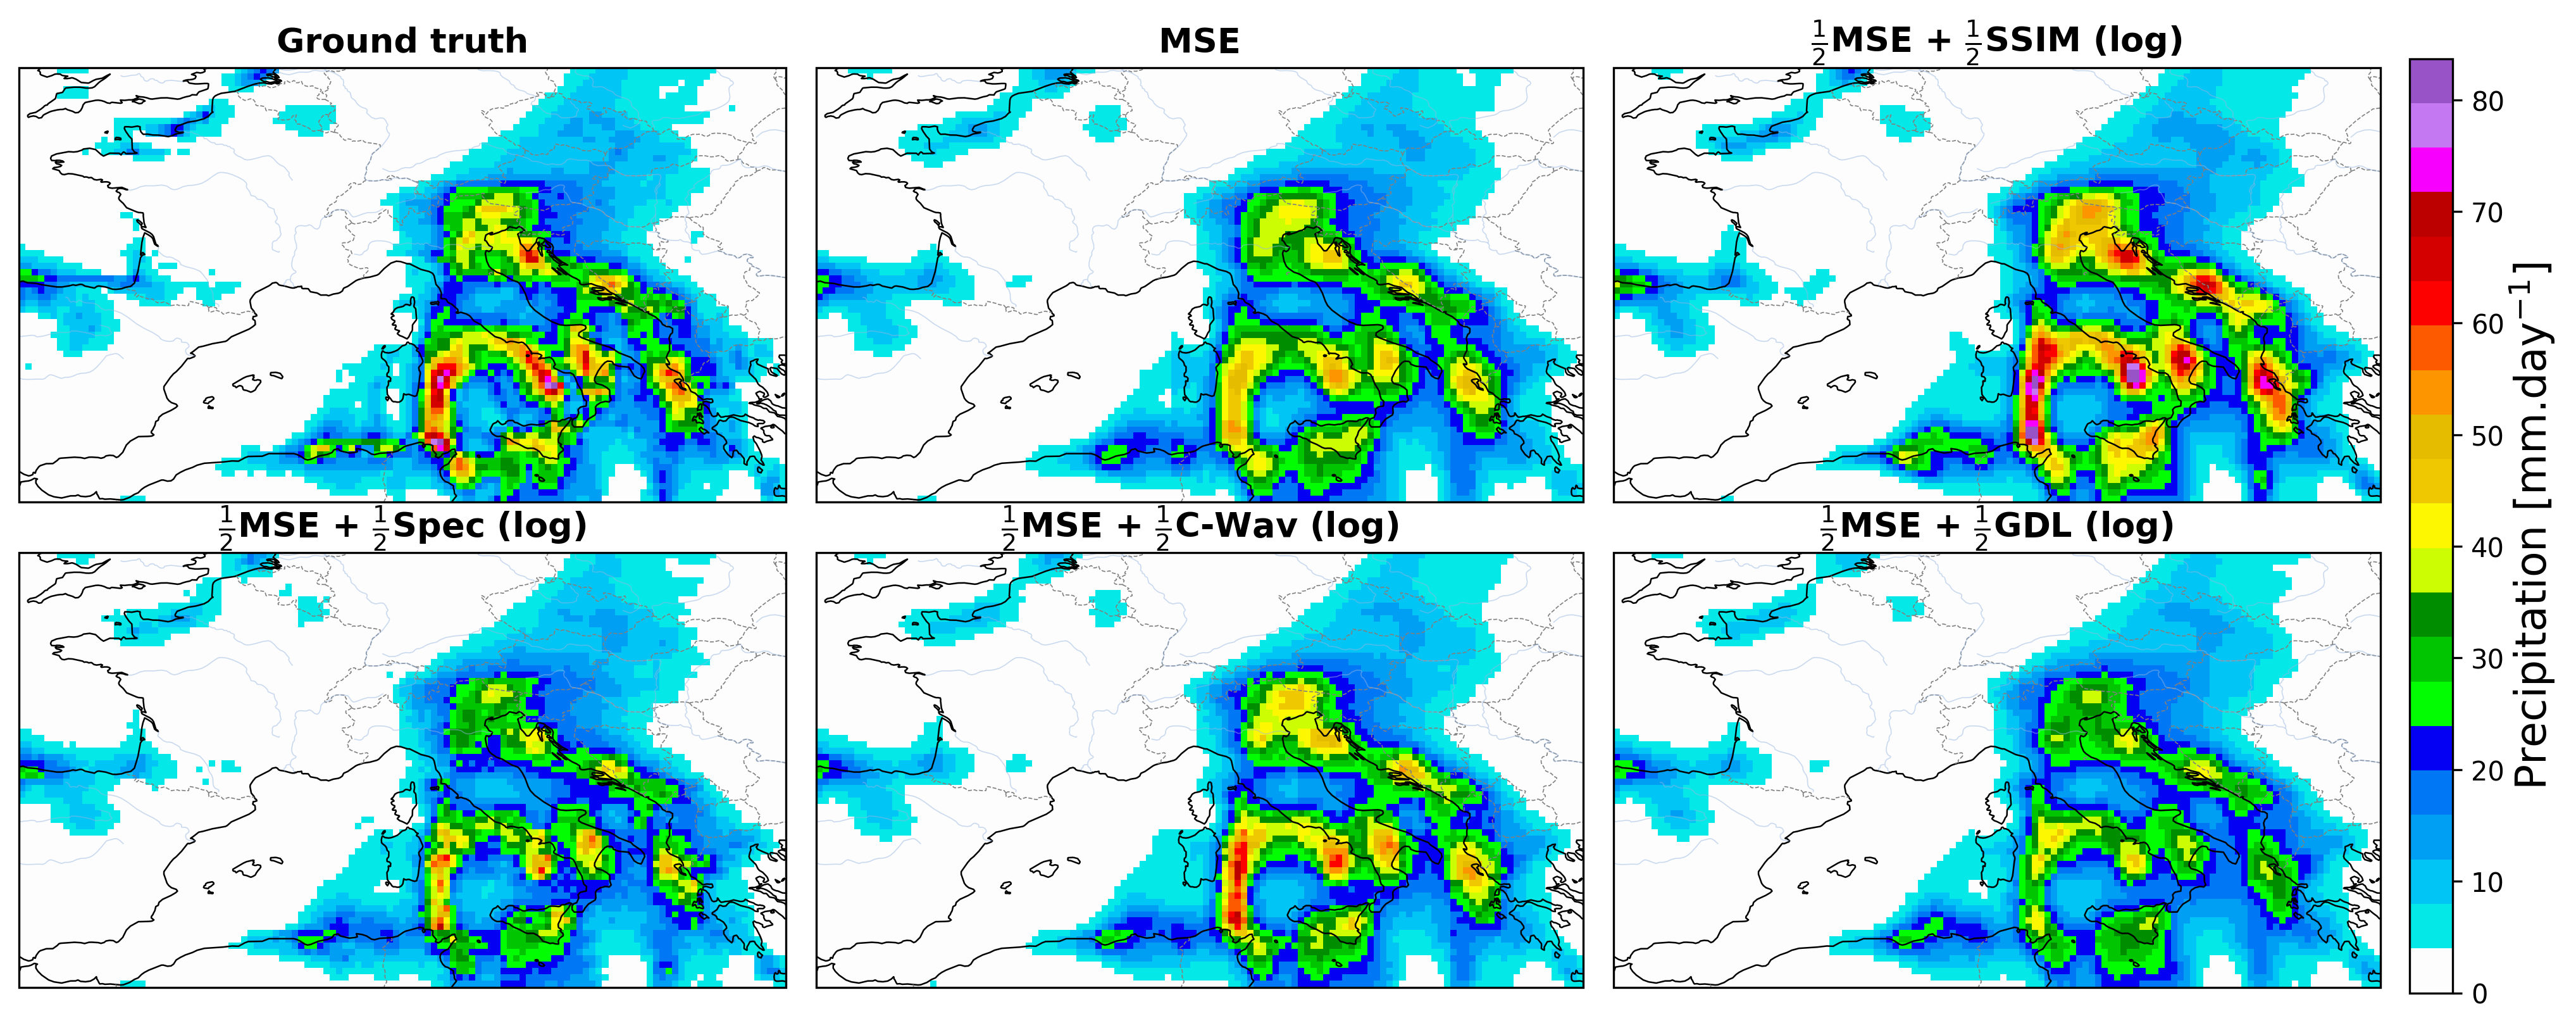 Ground truth
MSE
½MSE + ½SSIM (log)
½MSE + ½Spec (log)
½MSE + ½C-Wav (log)
½MSE + ½GDL (log)
80
70
60
50
40
30
20
10
0
Precipitation [mm.day⁻¹]